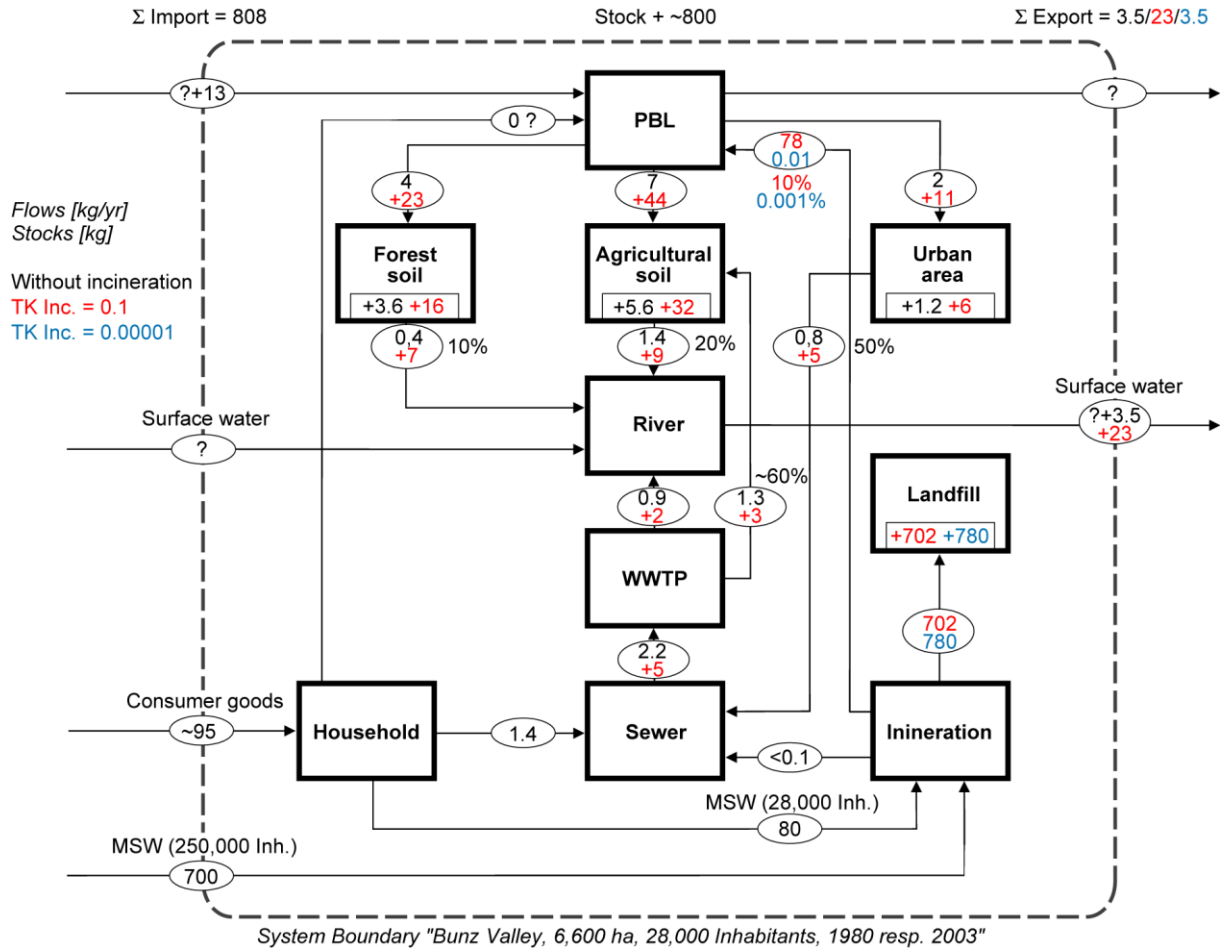 Σ Import = 808
Stock + ~800
Σ Export = 3.5/23/3.5
?+13
?
0 ?
PBL
78
0.01
10%
0.001%
4
+23
7
+44
2
+11
Flows [kg/yr]
Stocks [kg]
Without incineration
TK Inc. = 0.1
TK Inc. = 0.00001
Forest
soil
+3.6 +16
Agricultural
soil
+5.6 +32
Urban
area
+1.2 +6
0,4
+7
10%
1.4
+9
20%
0,8
+5
50%
Surface water
?
River
Surface water
?+3.5
+23
0.9
+2
1.3
+3
~60%
Landfill
+702 +780
WWTP
702
780
2.2
+5
Consumer goods
~95
Household
1.4
Sewer
<0.1
Inineration
MSW (28,000 Inh.)
80
MSW (250,000 Inh.)
700
System Boundary "Bunz Valley, 6,600 ha, 28,000 Inhabitants, 1980 resp. 2003"